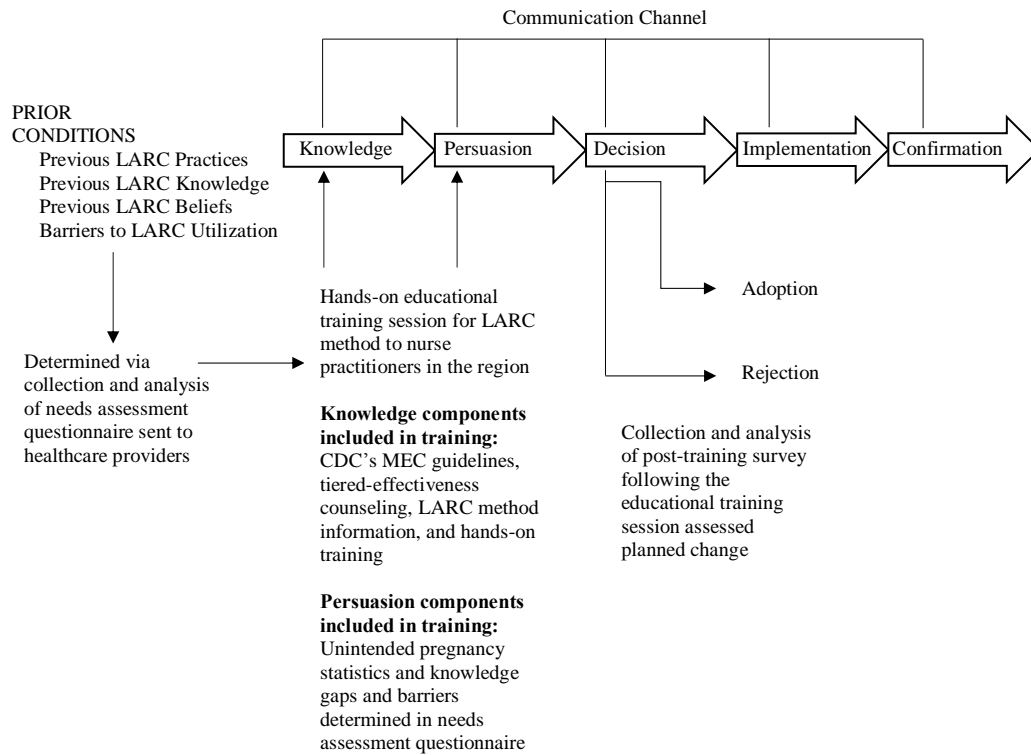 Communication Channel
PRIOR
CONDITIONS
Previous LARC Practices
Previous LARC Knowledge
Previous LARC Beliefs
Barriers to LARC Utilization
Knowledge
Persuasion
Decision
Implementation
Confirmation
Determined via
collection and analysis
of needs assessment
questionnaire sent to
healthcare providers
Hands-on educational
training session for LARC
method to nurse
practitioners in the region
Knowledge components
included in training:
CDC’s MEC guidelines,
tiered-effectiveness
counseling, LARC method
information, and hands-on
training
Persuasion components
included in training:
Unintended pregnancy
statistics and knowledge
gaps and barriers
determined in needs
assessment questionnaire
Adoption
Rejection
Collection and analysis
of post-training survey
following the
educational training
session assessed
planned change